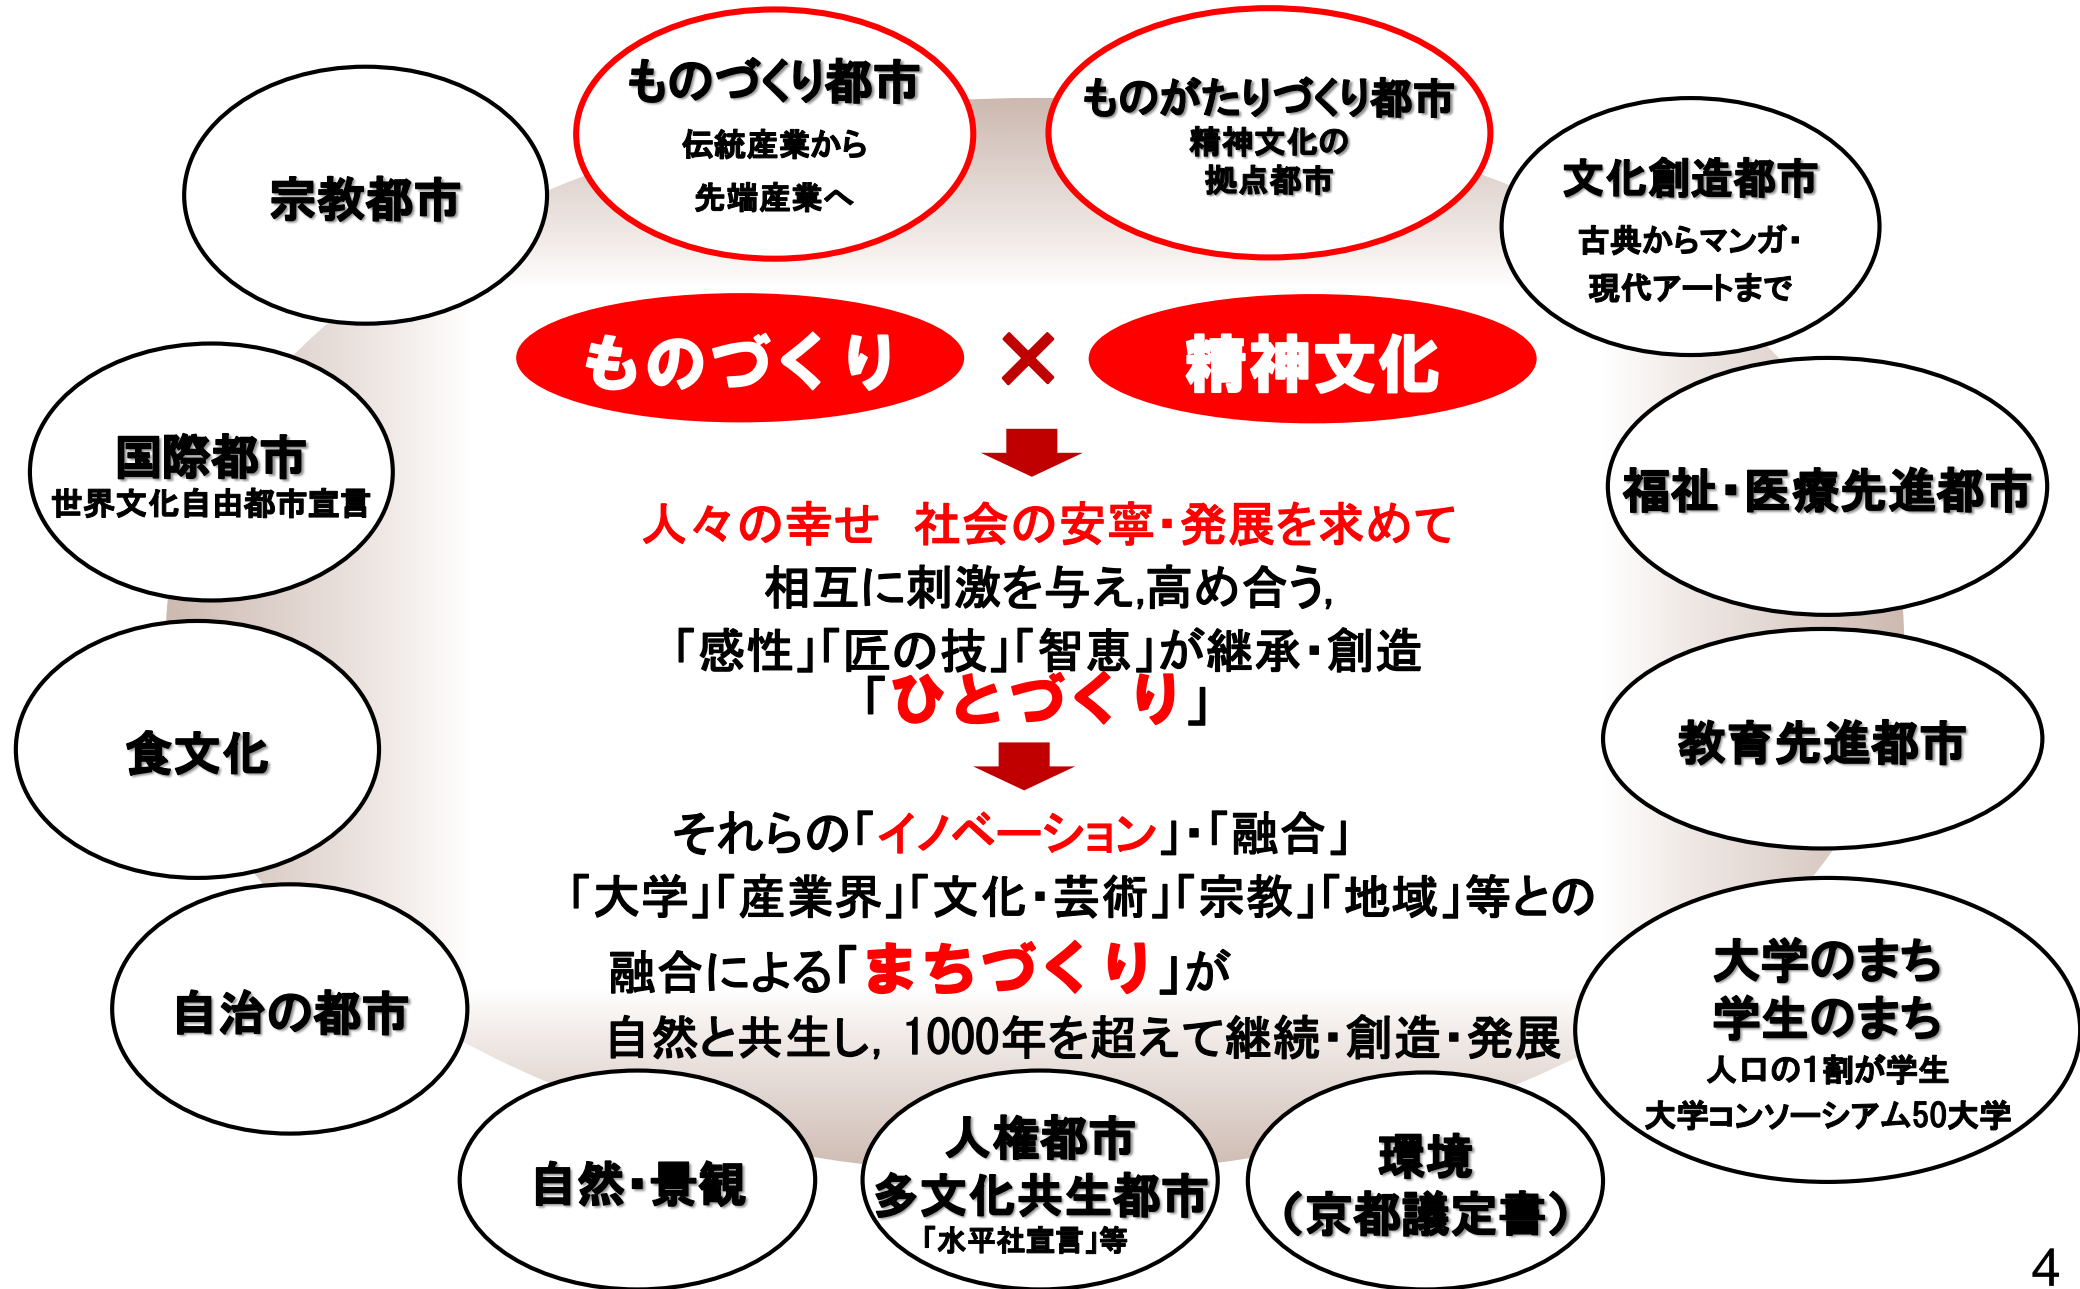 ものづくり都市
伝統産業から
先端産業へ
ものがたりづくり都市
精神文化の
拠点都市
文化創造都市
古典からマンガ・
現代アートまで
宗教都市
ものづくり × 精神文化
国際都市
世界文化自由都市宣言
福祉・医療先進都市
人々の幸せ 社会の安寧・発展を求めて
相互に刺激を与え,高め合う,
「感性」「匠の技」「智恵」が継承・創造
「ひとづくり」
食文化
教育先進都市
それらの「イノベーション」・「融合」
「大学」「産業界」「文化・芸術」「宗教」「地域」等との
融合による「まちづくり」が
自然と共生し, 1000年を超えて継続・創造・発展
自治の都市
大学のまち
学生のまち
人口の1割が学生
大学コンソーシアム50大学
自然・景観
人権都市
多文化共生都市
「水平社宣言」等
環境
（京都議定書）
4